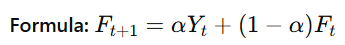 Formula: F_{t+1} = αY_t + (1 − α)F_t